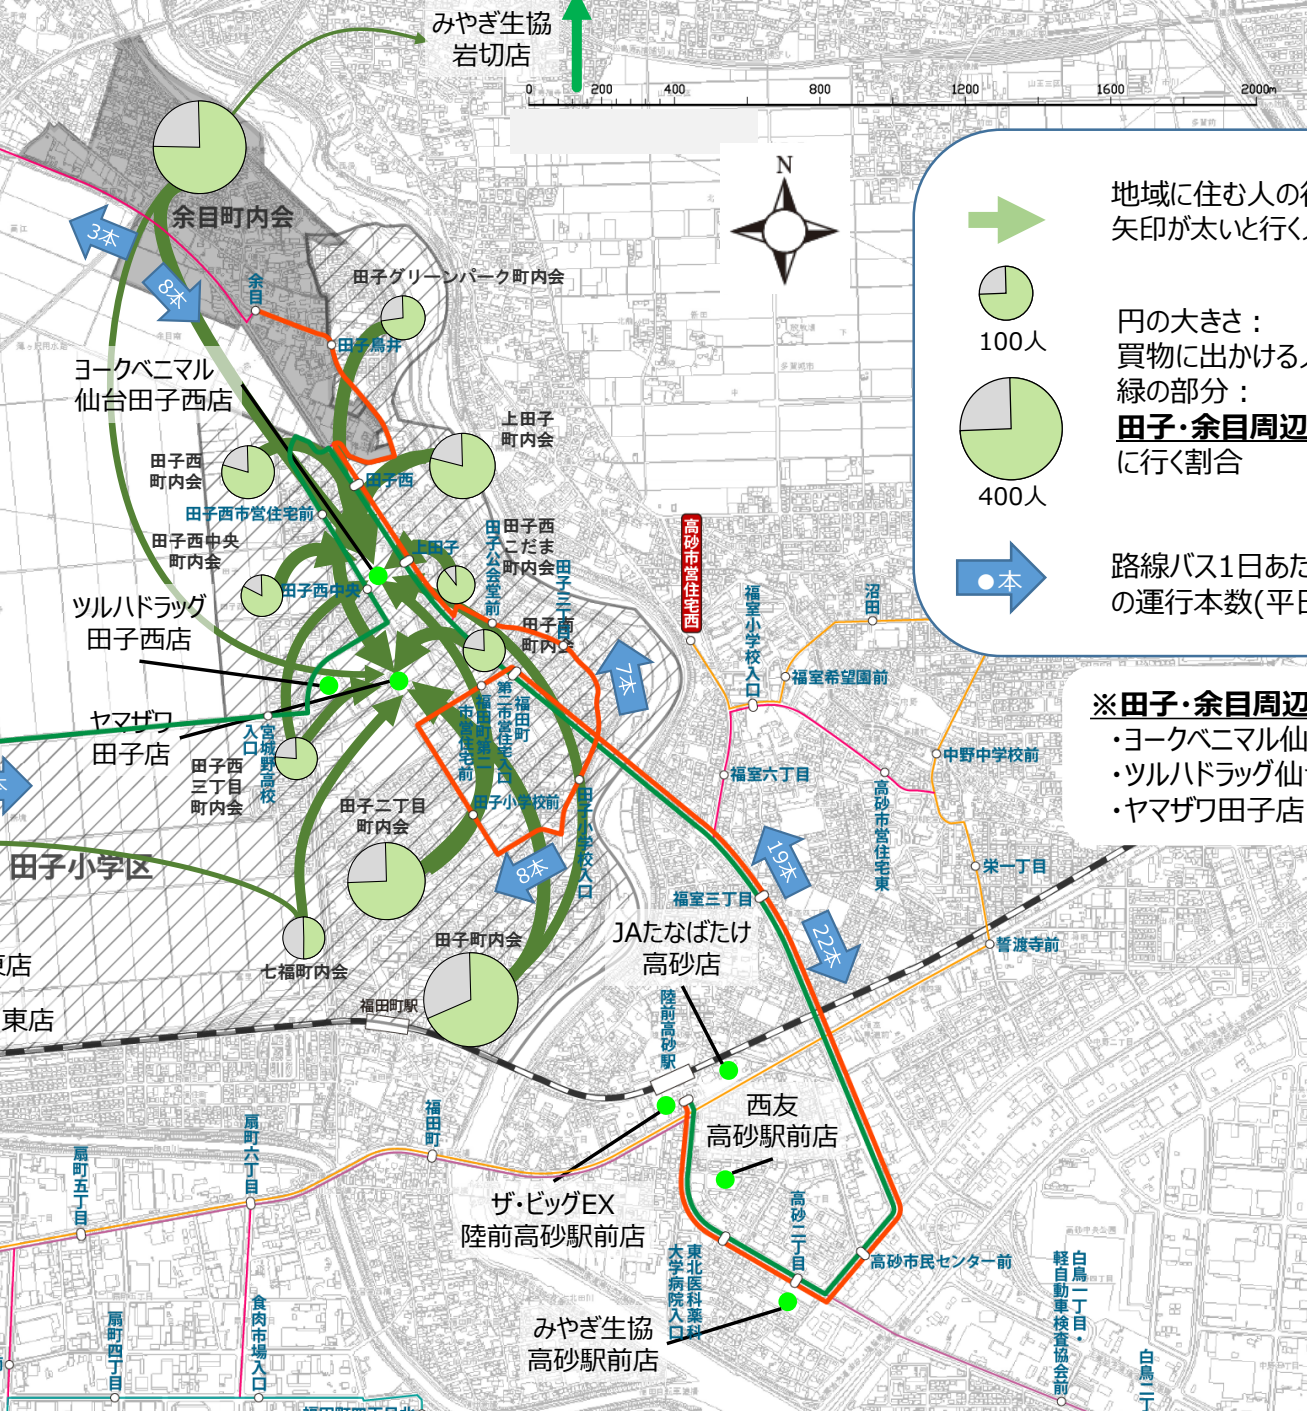 みやぎ生協
岩切店
0 200 400 800 1200 1600 2000m
N
地域に住む人の行
矢印が太いと行く人
100人
円の大きさ：
買物に出かける人
緑の部分：
田子・余目周辺
に行く割合
400人
●本
路線バス1日あた
の運行本数(平日
※田子・余目周辺
・ヨークベニマル仙
・ツルハドラッグ仙
・ヤマザワ田子店
余目町内会
3本
8本
余目
田子グリーンパーク町内会
田子鳥井
ヨークベニマル
仙台田子西店
上田子
町内会
田子西
町内会
田子西
田子西市営住宅前
田子西中央
町内会
田子西
こだま
町内会
田子公会堂前
上田子
田子三丁目
田子西中央
ツルハドラッグ
田子西店
田子南
町内会
7本
高砂市営住宅西
福室小学校入口
沼田
福室希望園前
ヤマザワ
田子店
宮城野高校
入口
田子西
三丁目
町内会
福田町第二
市営住宅前
福田町
第二市営住宅入口
田子二丁目
町内会
田子小学校前
田子小学校入口
8本
福室六丁目
高砂市営住宅東
中野中学校前
栄一丁目
19本
福室三丁目
22本
誓渡寺前
田子小学区
七福町内会
田子町内会
福田町駅
東店
東店
JAたなばたけ
高砂店
陸前高砂駅
西友
高砂駅前店
ザ・ビッグEX
陸前高砂駅前店
福田町
扇町六丁目
扇町五丁目
高砂二丁目
東北医科薬科
大学病院入口
高砂市民センター前
みやぎ生協
高砂駅前店
食肉市場入口
扇町四丁目
白鳥一丁目・
軽自動車検査協会前
白鳥二丁
福田町四丁目北